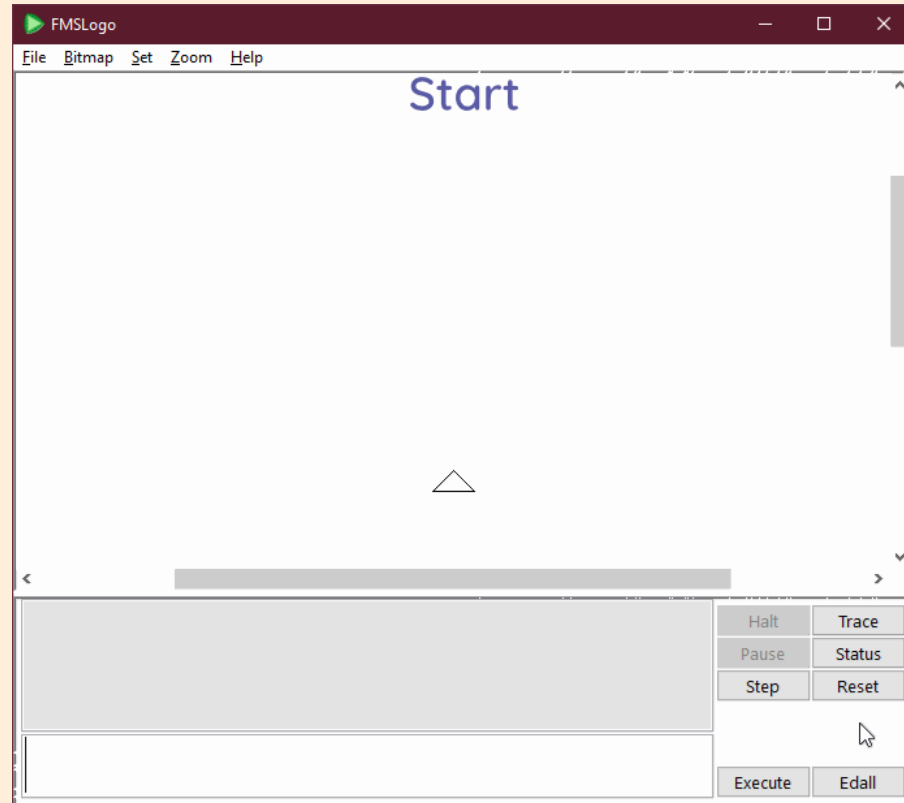 FMSLogo
File Bitmap Set Zoom Help
Start
Halt Trace
Pause Status
Step Reset
Execute Edall